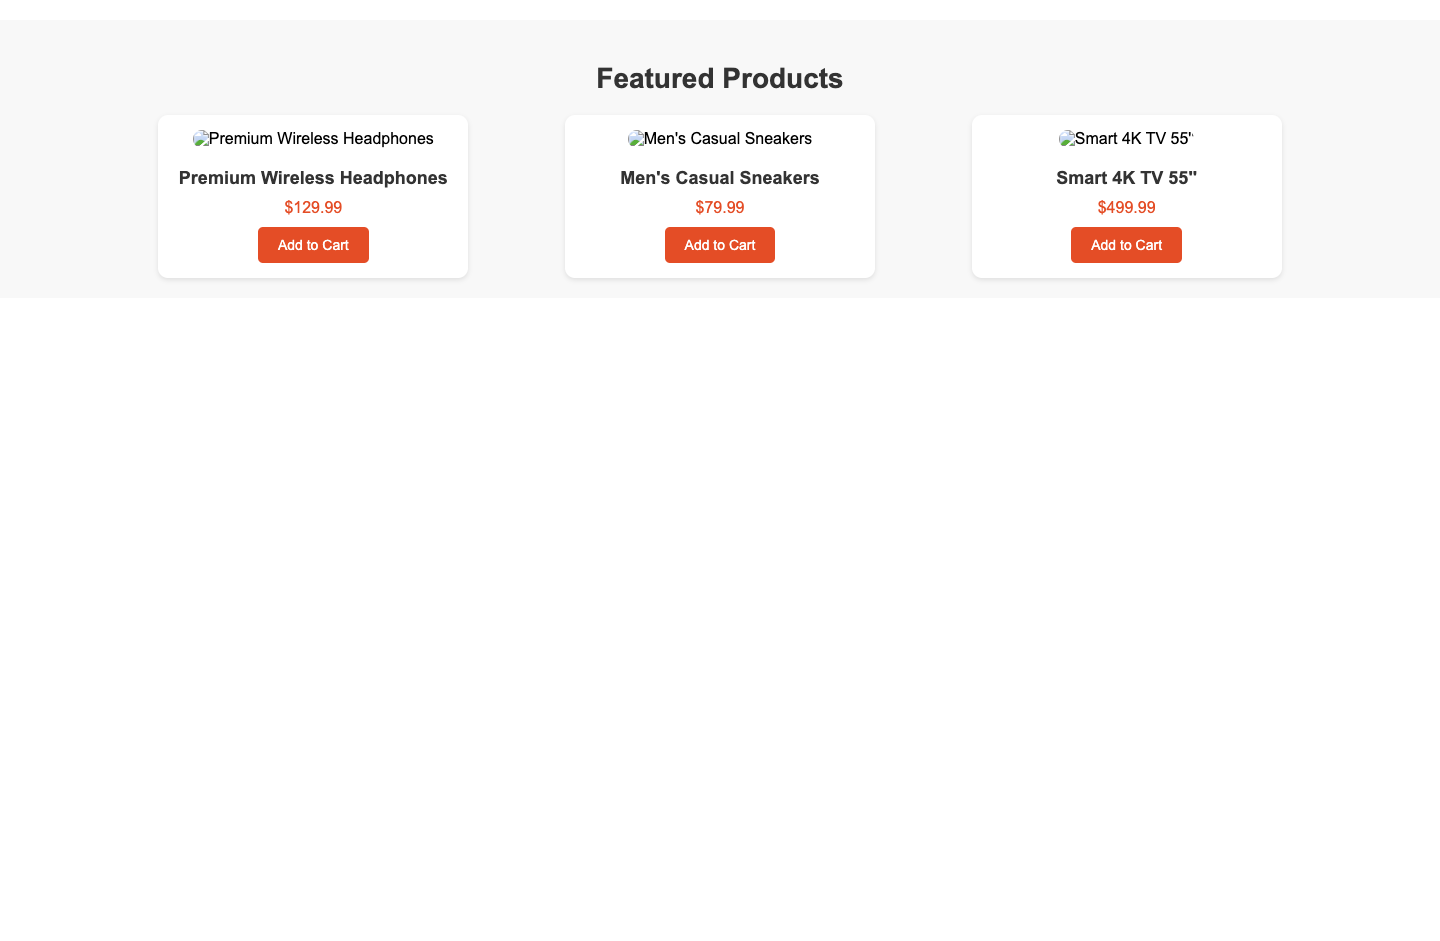 Featured Products
Premium Wireless Headphones
Men's Casual Sneakers
Smart 4K TV 55"
Premium Wireless Headphones
Men's Casual Sneakers
Smart 4K TV 55"
$129.99
$79.99
$499.99
Add to Cart
Add to Cart
Add to Cart